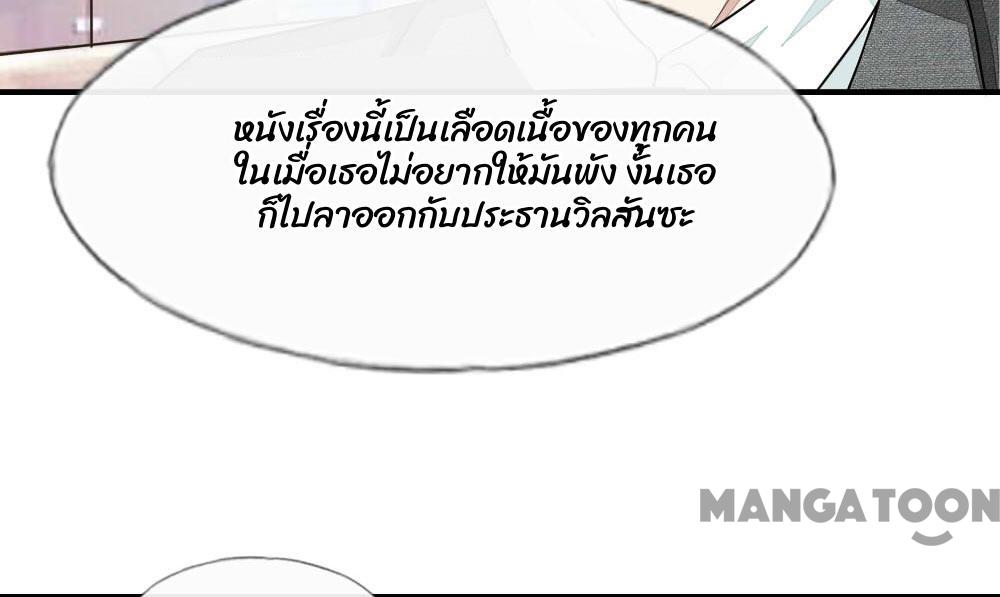 หนังเรื่องนี้เป็นเลือดเนื้อของทุกคน
ในเมื่อเธอไม่อยากให้มันพัง งั้นเธอ
ก็ไปลาออกกับประธานวิลสันซะ
MANGATOON